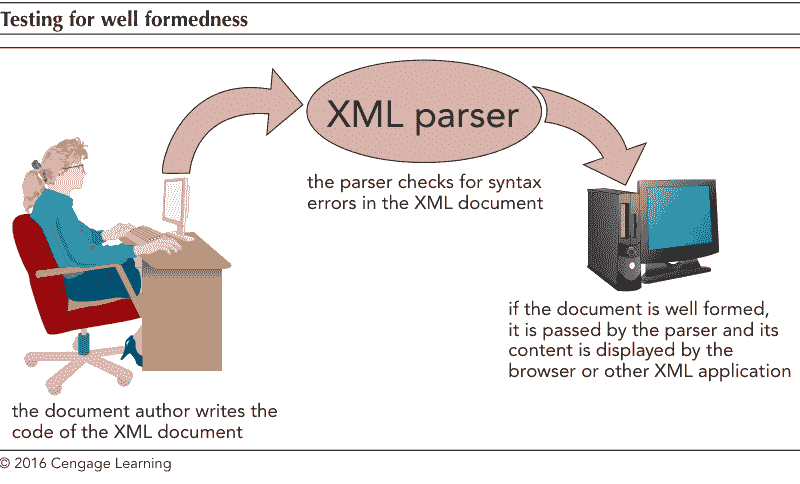 Testing for well formedness
XML parser
the parser checks for syntax
errors in the XML document
if the document is well formed,
it is passed by the parser and its
content is displayed by the
browser or other XML application
the document author writes the
code of the XML document
© 2016 Cengage Learning